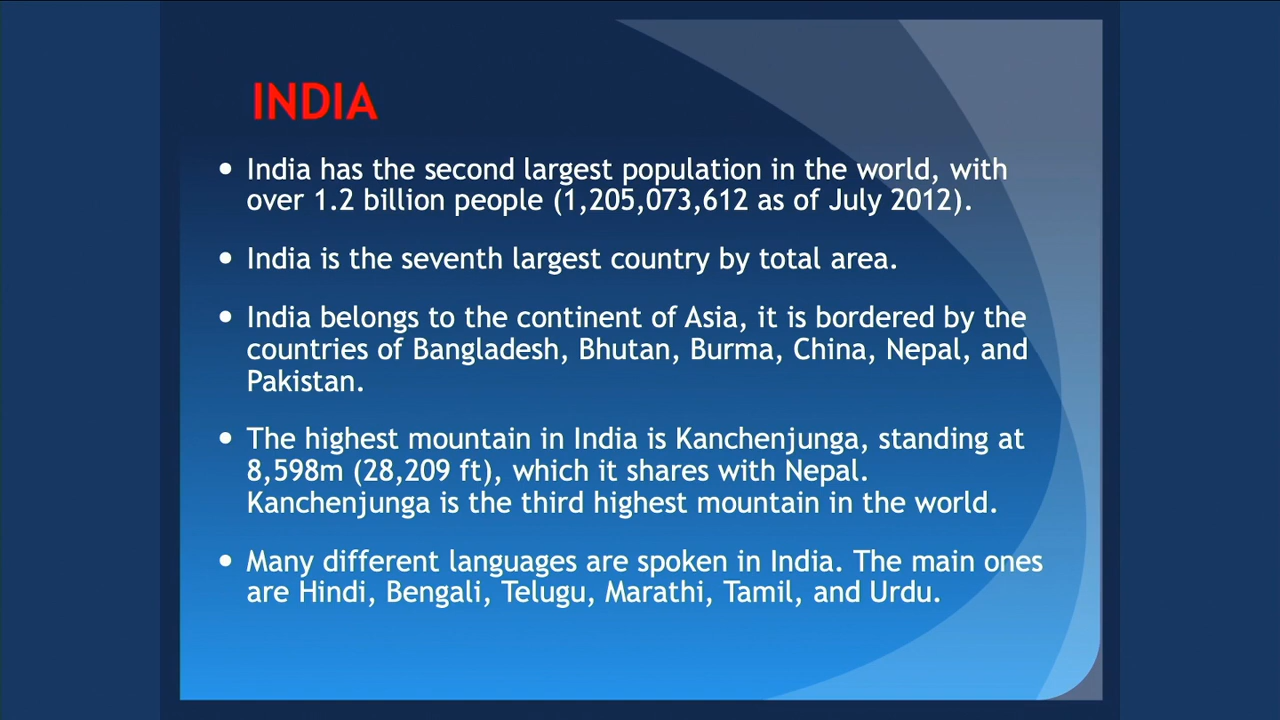 INDIA
• India has the second largest population in the world, with
over 1.2 billion people (1,205,073,612 as of July 2012).
• India is the seventh largest country by total area.
• India belongs to the continent of Asia, it is bordered by the
countries of Bangladesh, Bhutan, Burma, China, Nepal, and
Pakistan.
• The highest mountain in India is Kanchenjunga, standing at
8,598m (28,209 ft), which it shares with Nepal.
Kanchenjunga is the third highest mountain in the world.
• Many different languages are spoken in India. The main ones
are Hindi, Bengali, Telugu, Marathi, Tamil, and Urdu.